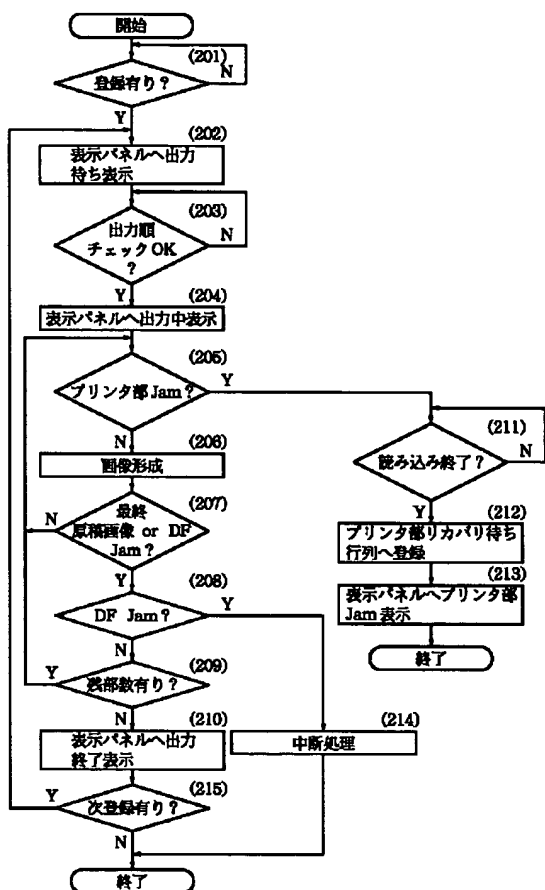 開始
(201)
登録有り？
N
Y
(202)
表示パネルへ出力
待ち表示
(203)
出力順
チェックOK
？
N
Y
(204)
表示パネルへ出力中表示
(205)
プリンタ部Jam？
Y
N
(206)
画像形成
(207)
最終
原稿画像 or DF
Jam？
N
Y
(208)
DF Jam？
Y
N
(209)
残部数有り？
Y
N
(210)
表示パネルへ出力
終了表示
(215)
次登録有り？
Y
N
終了
(211)
読み込み終了？
N
Y
(212)
プリンタ部リカバリ待ち
行列へ登録
(213)
表示パネルへプリンタ部
Jam 表示
終了
(214)
中断処理